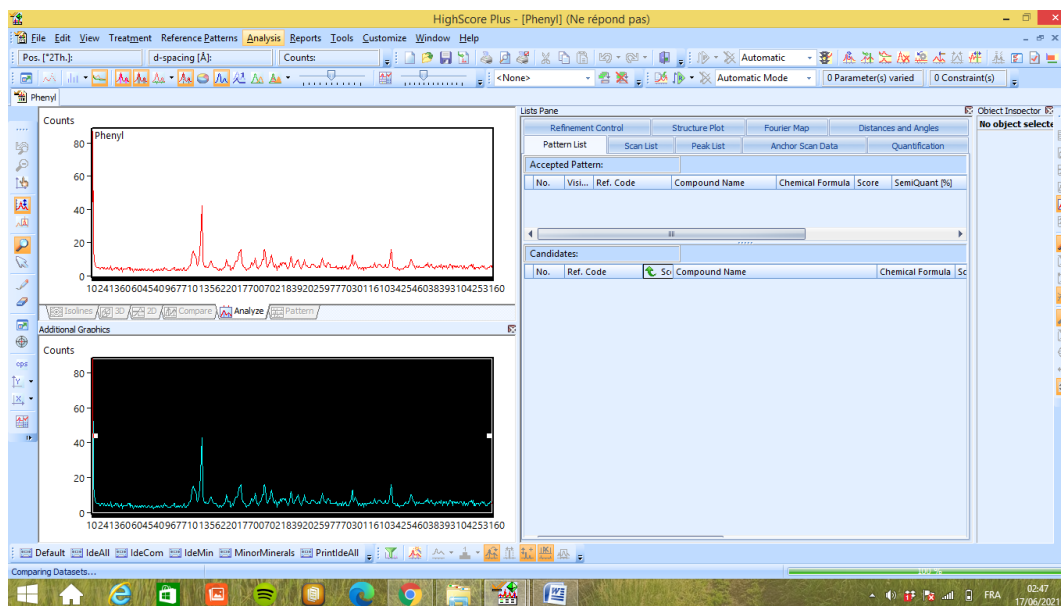 HighScore Plus - [Phenyl] (Ne répond pas)
File Edit View Treatment Reference Patterns Analysis Reports Tools Customize Window Help
Pos. [°2Th.]: d-spacing [Å]: Counts: Automatic
<None> Automatic Mode 0 Parameter(s) varied 0 Constraint(s)
Phenyl
Counts
Phenyl
80
60
40
20
0
Isolines 3D 2D Compare Analyze Pattern
Additional Graphics
Counts
80
60
40
20
0
cps
Lists Pane
Refinement Control Structure Plot Fourier Map Distances and Angles
Pattern List Scan List Peak List Anchor Scan Data Quantification
Accepted Pattern:
No. Visi... Ref. Code Compound Name Chemical Formula Score SemiQuant [%]
Candidates:
No. Ref. Code Sc Compound Name Chemical Formula Sc
Object Inspector
No object selecte
Default IdeAll IdeCom IdeMin MinorMinerals PrintIdeAll
Comparing Datasets...
100 %
FRA
02:47
17/06/2021